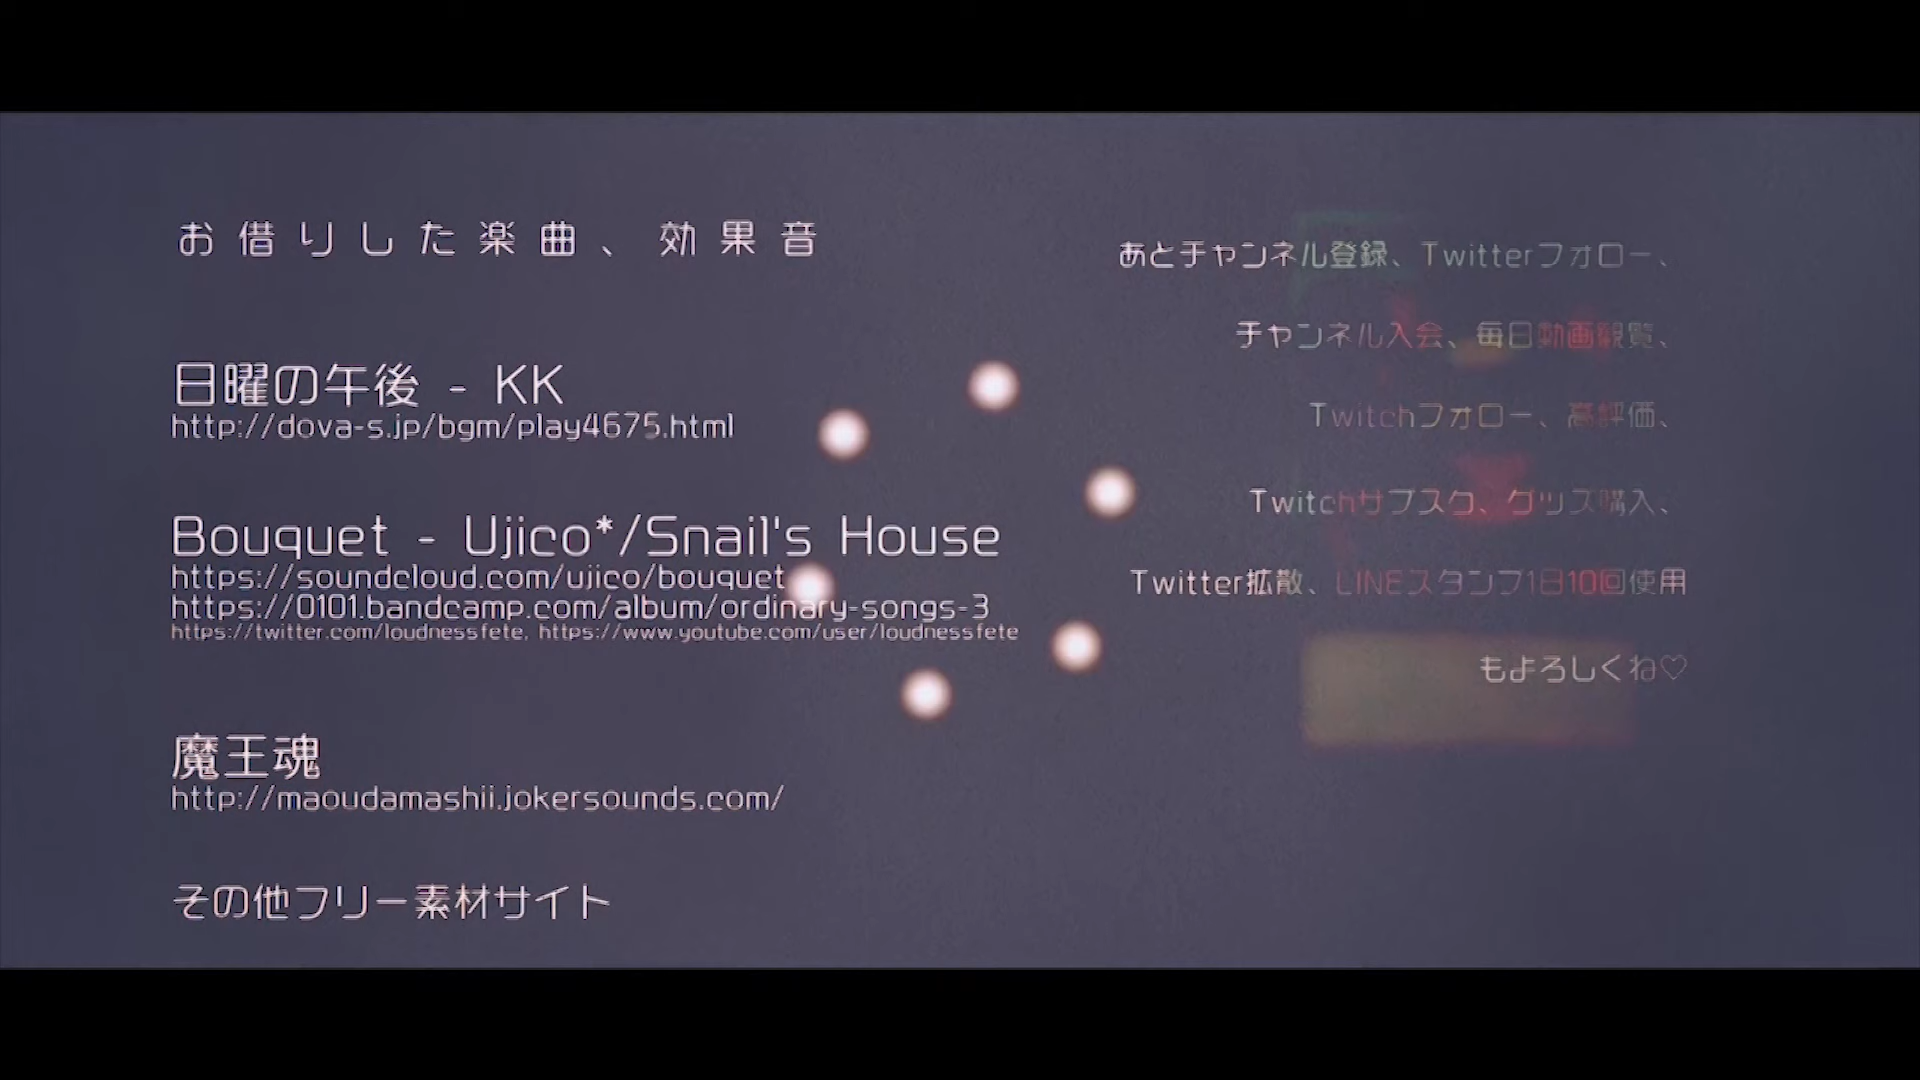 お借りした楽曲、効果音
日曜の午後 - KK
http://dova-s.jp/bgm/play4675.html
Bouquet - Ujico*/Snail's House
https://soundcloud.com/ujico/bouquet
https://0101.bandcamp.com/album/ordinary-songs-3
https://twitter.com/loudnessfete, https://www.youtube.com/user/loudnessfete
魔王魂
http://maoudamashii.jokersounds.com/
その他フリー素材サイト
あとチャンネル登録、Twitterフォロー、
チャンネル入会、毎日動画観覧、
Twitchフォロー、高評価、
Twitchサブスク、グッズ購入、
Twitter拡散、LINEスタンプ1日10回使用
もよろしくね♡